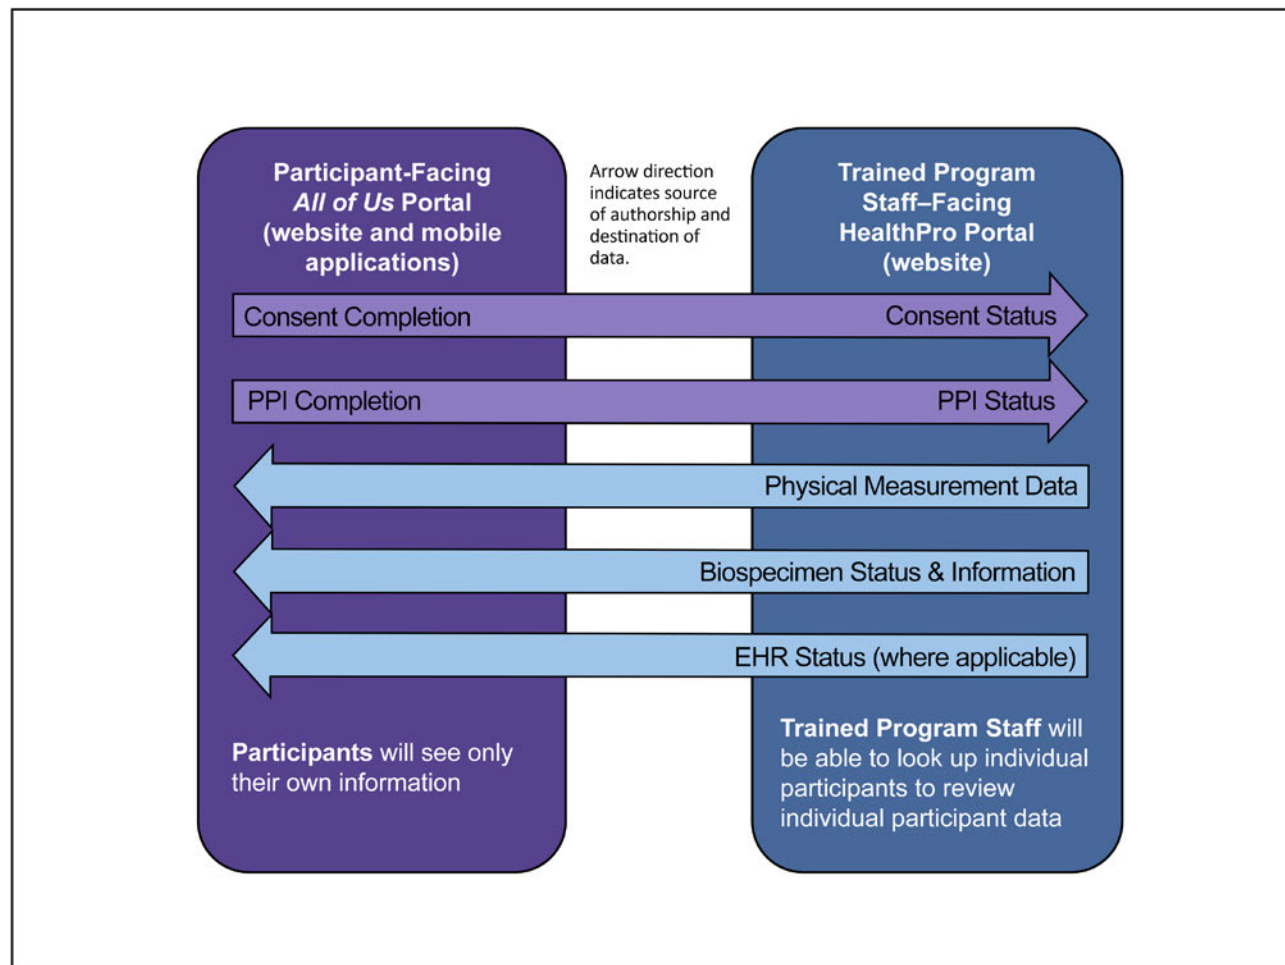 Participant-Facing
All of Us Portal
(website and mobile
applications)
Arrow direction
indicates source
of authorship and
destination of
data.
Trained Program
Staff–Facing
HealthPro Portal
(website)
Consent Completion
Consent Status
PPI Completion
PPI Status
Physical Measurement Data
Biospecimen Status & Information
EHR Status (where applicable)
Participants will see only
their own information
Trained Program Staff will
be able to look up individual
participants to review
individual participant data